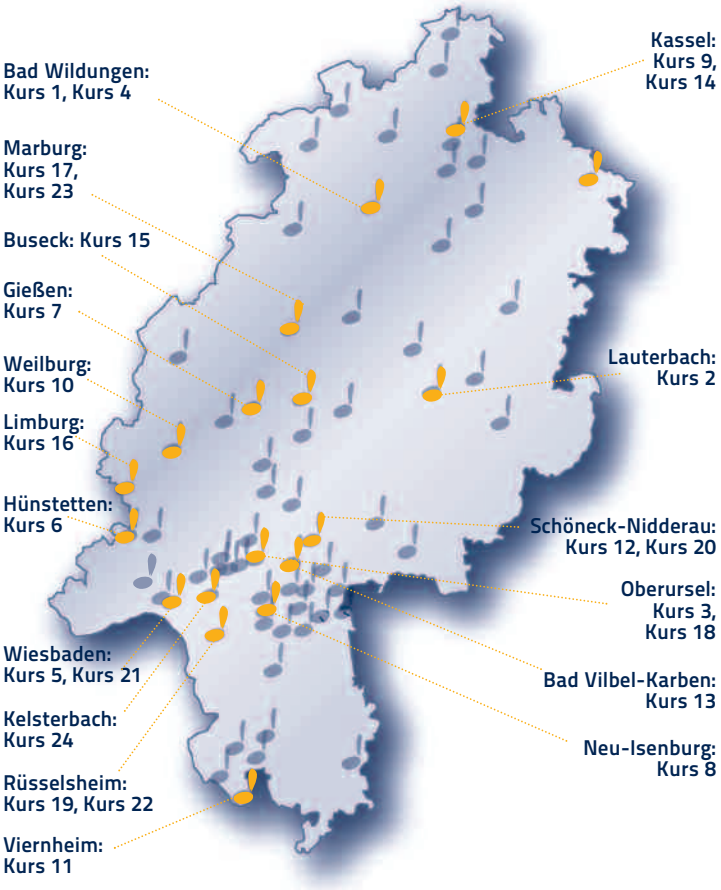 Bad Wildungen:
Kurs 1, Kurs 4
Marburg:
Kurs 17,
Kurs 23
Buseck: Kurs 15
Gießen:
Kurs 7
Weilburg:
Kurs 10
Limburg:
Kurs 16
Hünstetten:
Kurs 6
Wiesbaden:
Kurs 5, Kurs 21
Kelsterbach:
Kurs 24
Rüsselsheim:
Kurs 19, Kurs 22
Viernheim:
Kurs 11
Kassel:
Kurs 9,
Kurs 14
Lauterbach:
Kurs 2
Schöneck-Nidderau:
Kurs 12, Kurs 20
Oberursel:
Kurs 3,
Kurs 18
Bad Vilbel-Karben:
Kurs 13
Neu-Isenburg:
Kurs 8